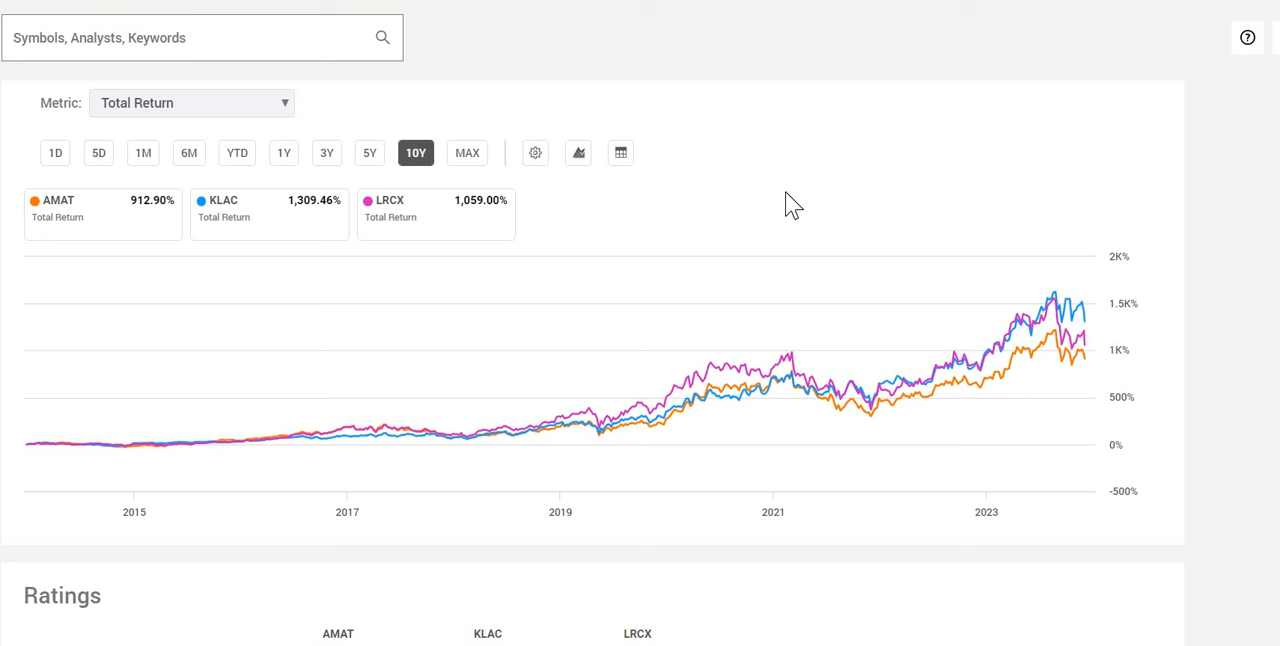 Symbols, Analysts, Keywords
Metric: Total Return
1D 5D 1M 6M YTD 1Y 3Y 5Y 10Y MAX
AMAT 912.90% KLAC 1,309.46% LRCX 1,059.00%
Total Return Total Return Total Return
2K%
1.5K%
1K%
500%
0%
-500%
2015 2017 2019 2021 2023
Ratings
AMAT KLAC LRCX